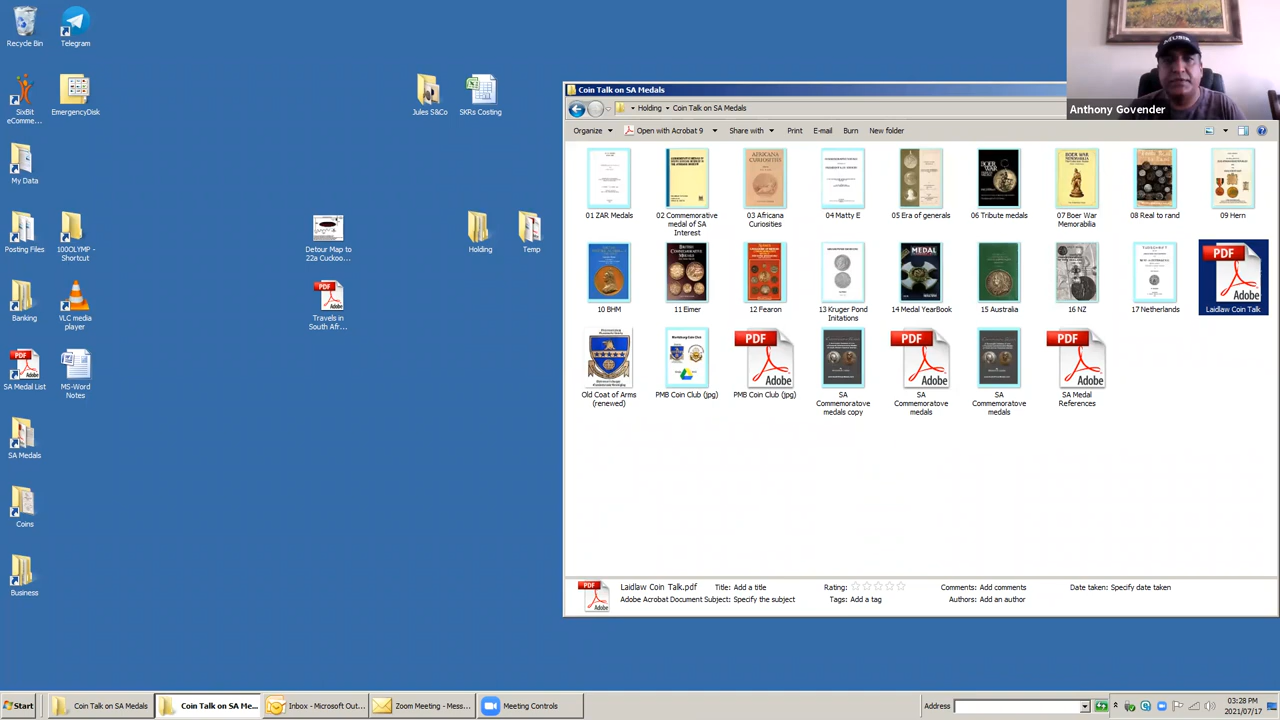 Recycle Bin
Telegram
SixBit eComme...
EmergencyDisk
Jules S&Co
SKRs Costing
My Data
Posting Files
100OLYMP - Shortcut
Detour Map to 22a Cuckoo...
Holding
Temp
Banking
VLC media player
Travels in South Afr...
SA Medal List
MS-Word Notes
SA Medals
Coins
Business
Anthony Govender
Coin Talk on SA Medals
Holding
Coin Talk on SA Medals
Organize
Open with Acrobat 9
Share with
Print
E-mail
Burn
New folder
01 ZAR Medals
02 Commemorative medal of SA Interest
03 Africana Curiosities
04 Matty E
05 Era of generals
06 Tribute medals
07 Boer War Memorabilia
08 Real to rand
09 Hern
10 BHM
11 Eimer
12 Fearon
13 Kruger Pond Initations
14 Medal YearBook
15 Australia
16 NZ
17 Netherlands
Laidlaw Coin Talk
Old Coat of Arms (renewed)
PMB Coin Club (jpg)
PMB Coin Club (jpg)
SA Commemoratove medals copy
SA Commemoratove medals
SA Commemoratove medals
SA Medal References
Laidlaw Coin Talk.pdf
Title: Add a title
Rating:
Comments: Add comments
Date taken: Specify date taken
Adobe Acrobat Document
Subject: Specify the subject
Tags: Add a tag
Authors: Add an author
Start
Coin Talk on SA Medals
Coin Talk on SA Me...
Inbox - Microsoft Out...
Zoom Meeting - Mess...
Meeting Controls
Address
03:28 PM
2021/07/17